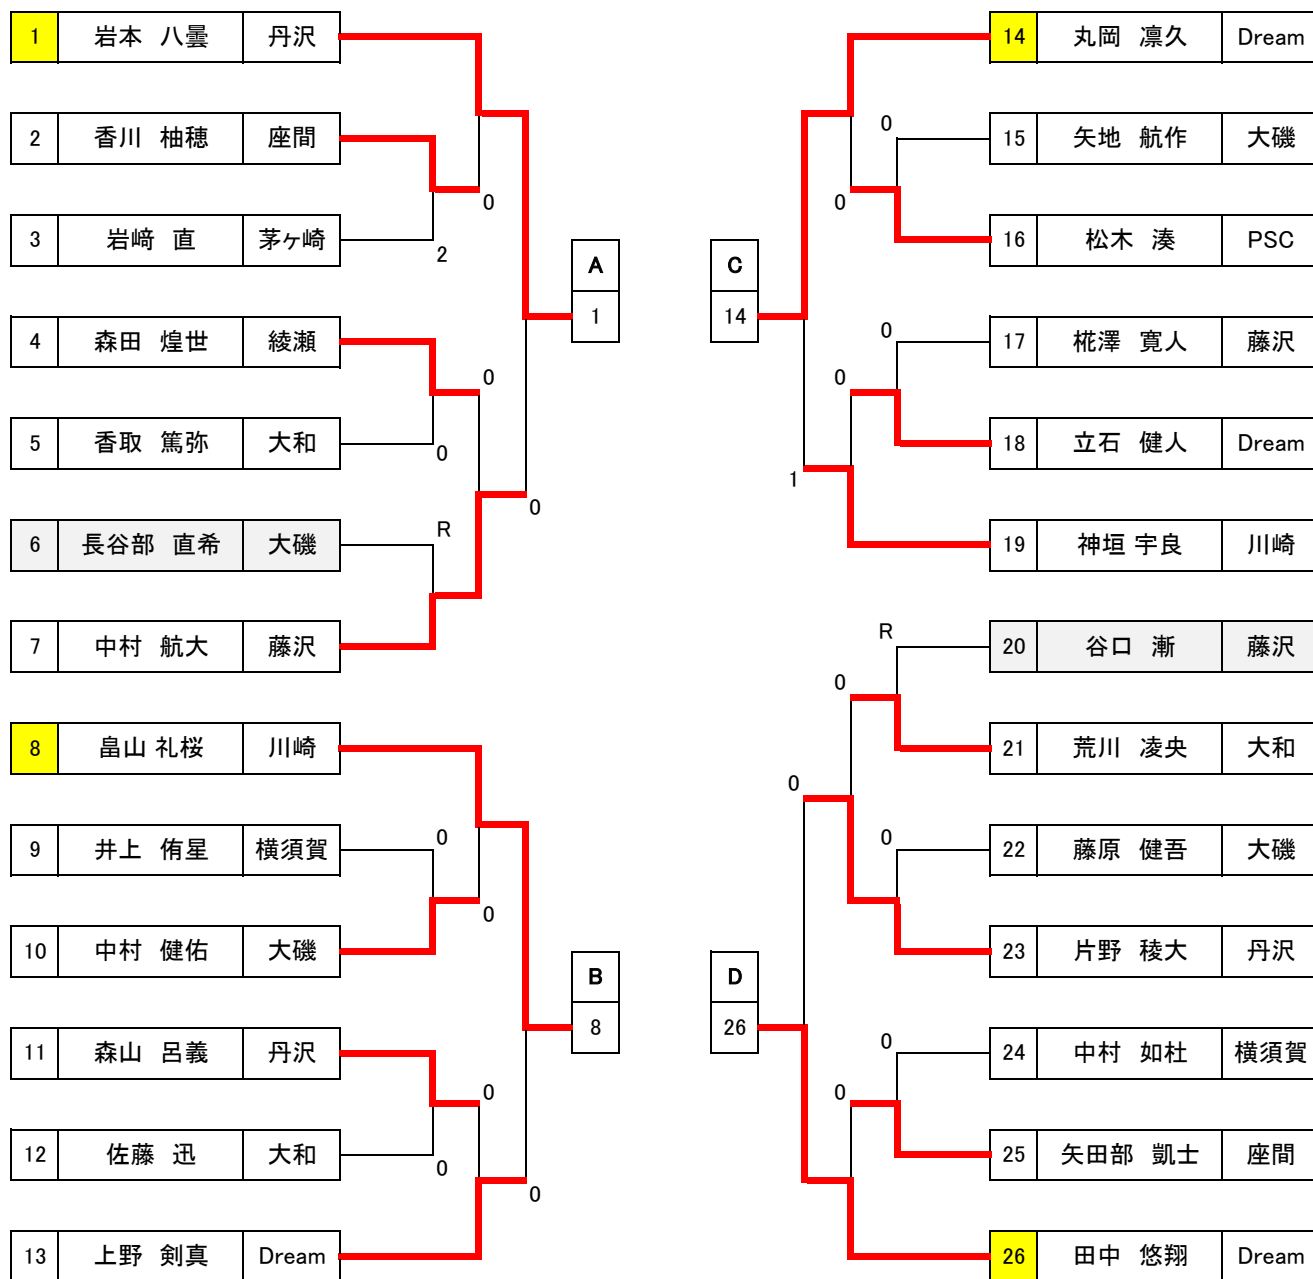 1 岩本 八曇 丹沢
2 香川 柚穂 座間
0
3 岩﨑 直 茅ヶ崎
2
A
1
4 森田 煌世 綾瀬
0
5 香取 篤弥 大和
0
0
6 長谷部 直希 大磯
R
7 中村 航大 藤沢
8 畠山 礼桜 川崎
9 井上 侑星 横須賀
0
0
10 中村 健佑 大磯
B
8
11 森山 呂義 丹沢
0
12 佐藤 迅 大和
0
0
13 上野 剣真 Dream
14 丸岡 凛久 Dream
0
15 矢地 航作 大磯
0
16 松木 湊 PSC
C
14
0
17 椛澤 寛人 藤沢
0
18 立石 健人 Dream
1
19 神垣 宇良 川崎
R
20 谷口 漸 藤沢
0
21 荒川 凌央 大和
0
0
22 藤原 健吾 大磯
23 片野 稜大 丹沢
D
26
0
24 中村 如杜 横須賀
0
25 矢田部 凱士 座間
26 田中 悠翔 Dream